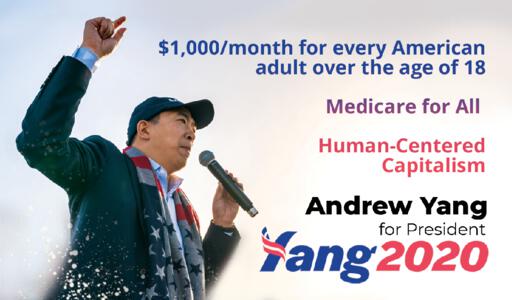 $1,000/month for every American
adult over the age of 18
Medicare for All
Human-Centered
Capitalism
Andrew Yang
for President
Yang2020